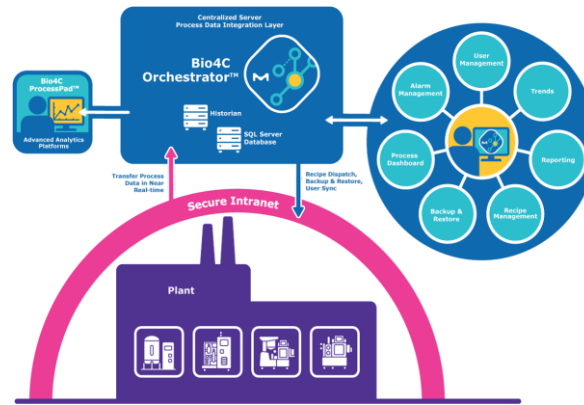 Centralized Server
Process Data Integration Layer
Bio4C
Orchestrator™
Historian
SQL Server
Database
Bio4C
ProcessPad™
Advanced Analytics
Platforms
User
Management
Alarm
Management
Trends
Process
Dashboard
Reporting
Backup &
Restore
Recipe
Management
Transfer Process
Data in Near
Real-time
Recipe Dispatch,
Backup & Restore,
User Sync
Secure Intranet
Plant